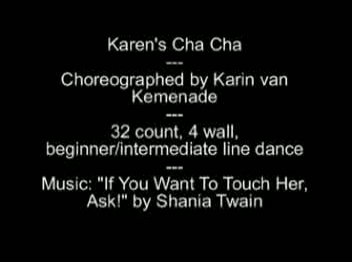 Karen's Cha Cha
---
Choreographed by Karin van
Kemenade
---
32 count, 4 wall,
beginner/intermediate line dance
---
Music: "If You Want To Touch Her,
Ask!" by Shania Twain